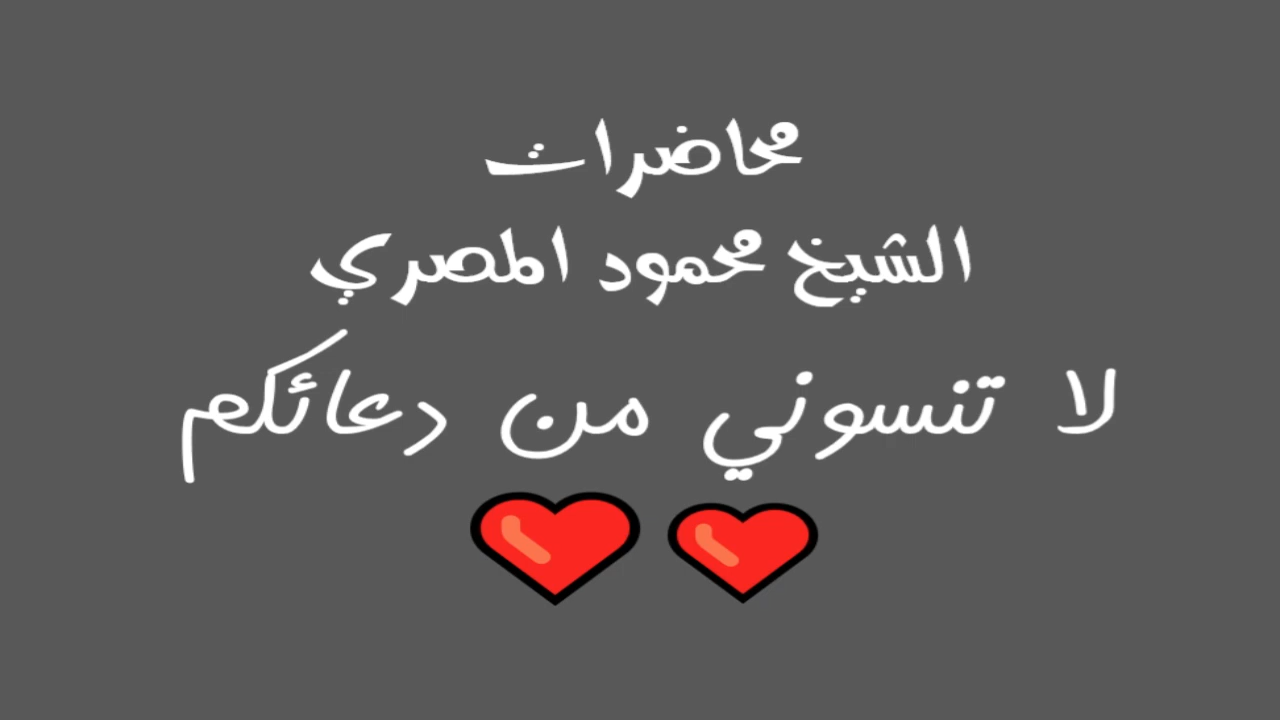 محاضرات
الشيخ محمود المصري
لا تنسوني من دعائكم